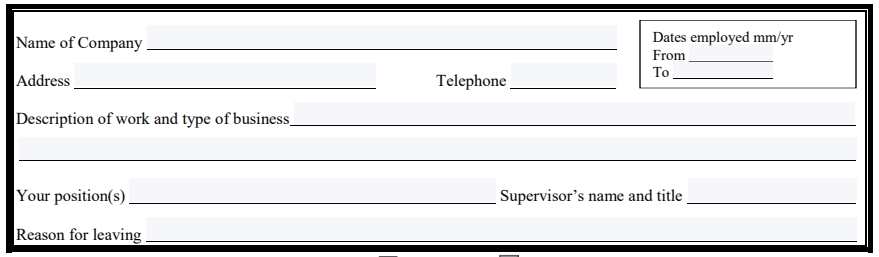 Name of Company
Dates employed mm/yr
From
To
Address Telephone
Description of work and type of business
Your position(s) Supervisor’s name and title
Reason for leaving